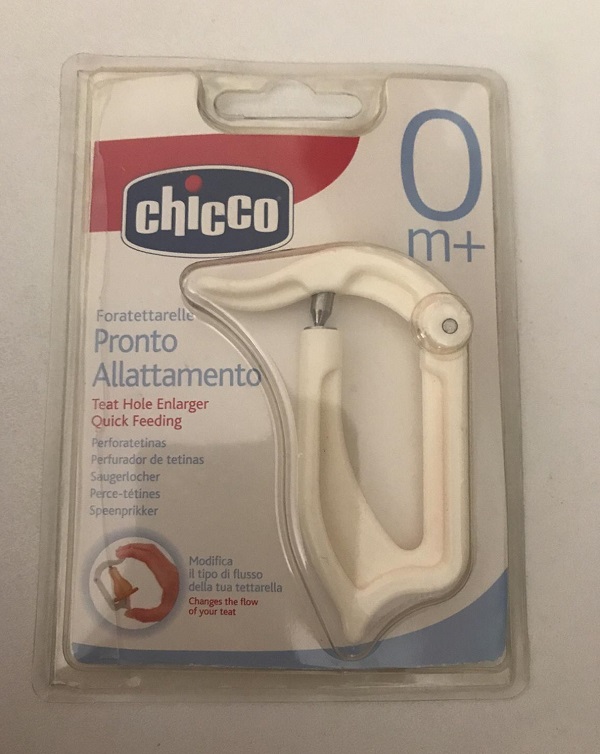 chicco
0
m+
Foratettarelle
Pronto
Allattamento
Teat Hole Enlarger
Quick Feeding
Perforatetinas
Perfurador de tetinas
Saugerlocher
Perce-tétines
Speenprikker
Modifica
il tipo di flusso
della tua tettarella
Changes the flow
of your teat